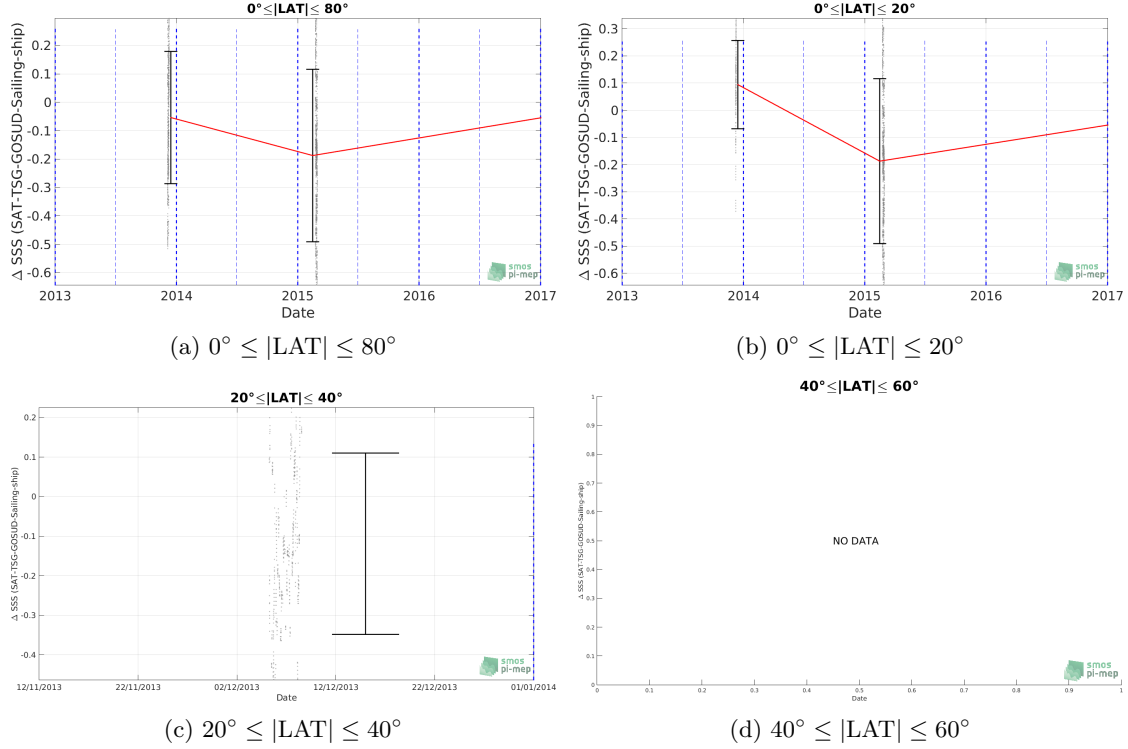 0°≤|LAT|≤ 80°
Δ SSS (SAT-TSG-GOSUD-Sailing-ship)
0.2
0.1
0
-0.1
-0.2
-0.3
-0.4
-0.5
-0.6
2013
2014
2015
2016
2017
Date
smos
pi-mep
(a) 0° ≤ |LAT| ≤ 80°
0°≤|LAT|≤ 20°
Δ SSS (SAT-TSG-GOSUD-Sailing-ship)
0.3
0.2
0.1
0
-0.1
-0.2
-0.3
-0.4
-0.5
-0.6
2013
2014
2015
2016
2017
Date
smos
pi-mep
(b) 0° ≤ |LAT| ≤ 20°
20°≤|LAT|≤ 40°
Δ SSS (SAT-TSG-GOSUD-Sailing-ship)
0.2
0.1
0
-0.1
-0.2
-0.3
-0.4
12/11/2013
22/11/2013
02/12/2013
12/12/2013
22/12/2013
01/01/2014
Date
smos
pi-mep
(c) 20° ≤ |LAT| ≤ 40°
40°≤|LAT|≤ 60°
Δ SSS (SAT-TSG-GOSUD-Sailing-ship)
1
0.9
0.8
0.7
0.6
0.5
0.4
0.3
0.2
0.1
0
NO DATA
0
0.1
0.2
0.3
0.4
0.5
0.6
0.7
0.8
0.9
1
Date
smos
pi-mep
(d) 40° ≤ |LAT| ≤ 60°